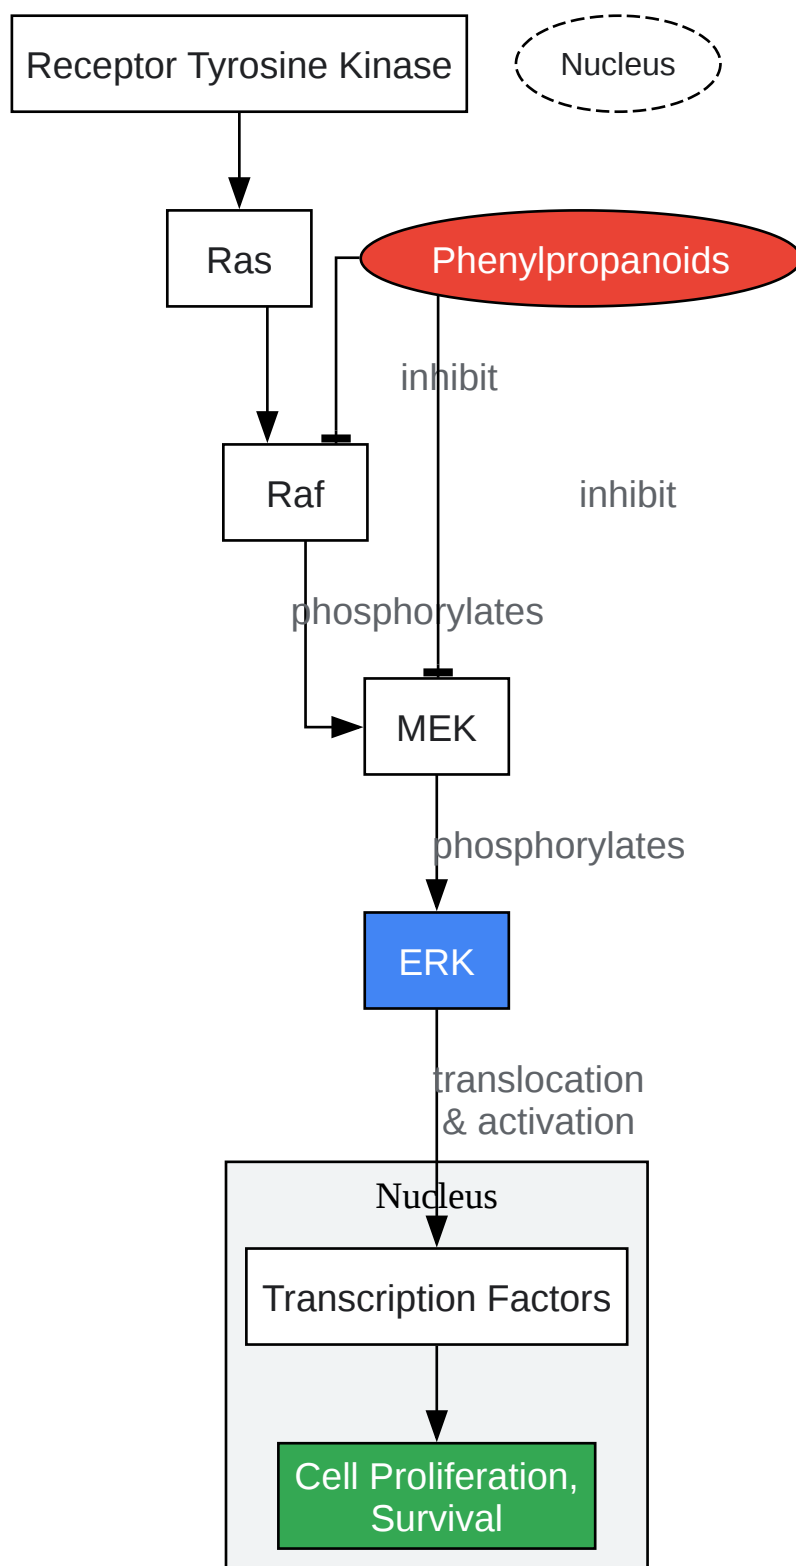 Receptor Tyrosine Kinase
Nucleus
Ras
Phenylpropanoids
inhibit
Raf
inhibit
phosphorylates
MEK
phosphorylates
ERK
translocation
& activation
Nucleus
Transcription Factors
Cell Proliferation,
Survival